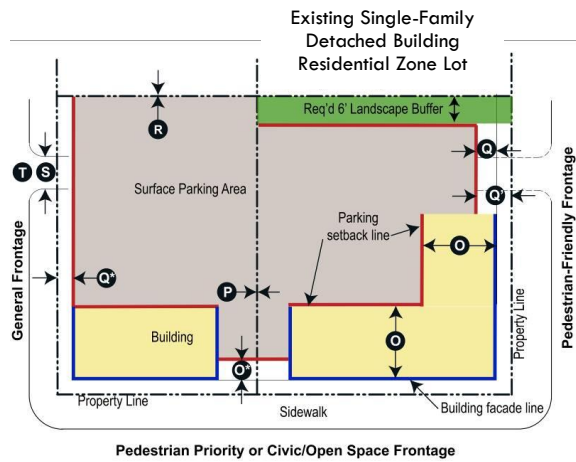 Existing Single-Family
Detached Building
Residential Zone Lot
Req'd 6' Landscape Buffer
R
Q
T S
Surface Parking Area
Q*
Parking
setback line
O
General Frontage
Pedestrian-Friendly Frontage
Q*
P
Building
O
Property Line
O*
Property Line
Sidewalk
Building facade line
Pedestrian Priority or Civic/Open Space Frontage